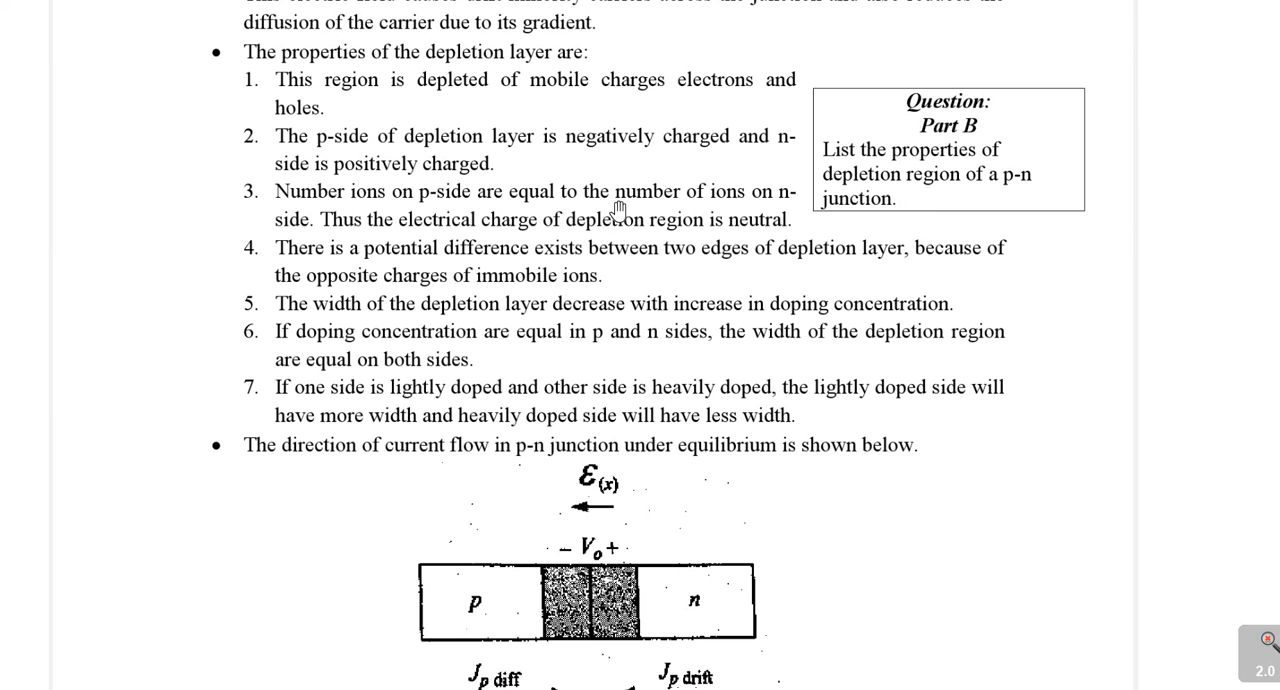 diffusion of the carrier due to its gradient.
• The properties of the depletion layer are:
1. This region is depleted of mobile charges electrons and
holes.
2. The p-side of depletion layer is negatively charged and n-
side is positively charged.
3. Number ions on p-side are equal to the number of ions on n-
side. Thus the electrical charge of depletion region is neutral.
Question:
Part B
List the properties of
depletion region of a p-n
junction.
4. There is a potential difference exists between two edges of depletion layer, because of
the opposite charges of immobile ions.
5. The width of the depletion layer decrease with increase in doping concentration.
6. If doping concentration are equal in p and n sides, the width of the depletion region
are equal on both sides.
7. If one side is lightly doped and other side is heavily doped, the lightly doped side will
have more width and heavily doped side will have less width.
• The direction of current flow in p-n junction under equilibrium is shown below.
Ɛ(x)
– Vo +
p n
Jp diff Jp drift
2.0